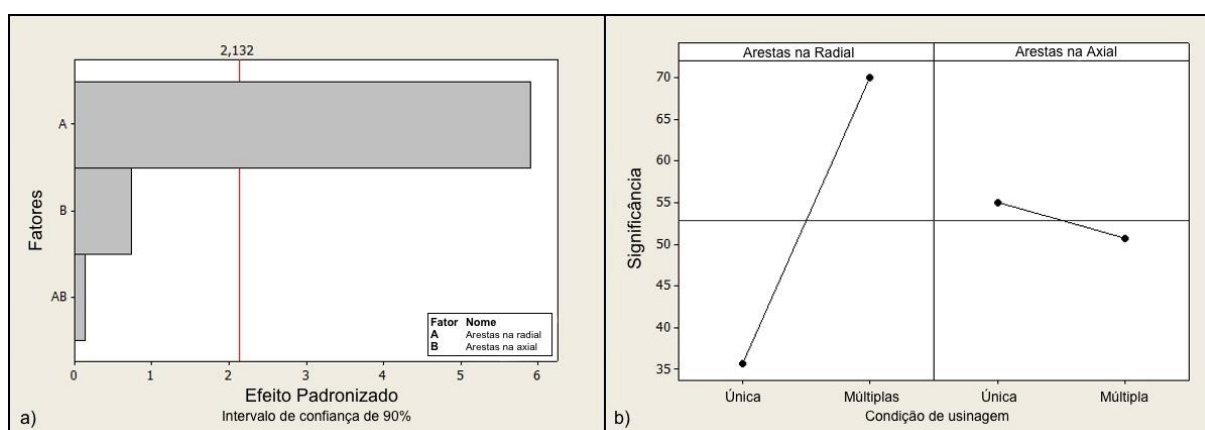 2,132
A
B
AB
Fatores
0 1 2 3 4 5 6
Efeito Padronizado
Intervalo de confiança de 90%
Fator Nome
A Arestas na radial
B Arestas na axial
a)
Arestas na Radial Arestas na Axial
70
65
60
55
50
45
40
35
Significância
Única Múltiplas Única Múltipla
Condição de usinagem
b)